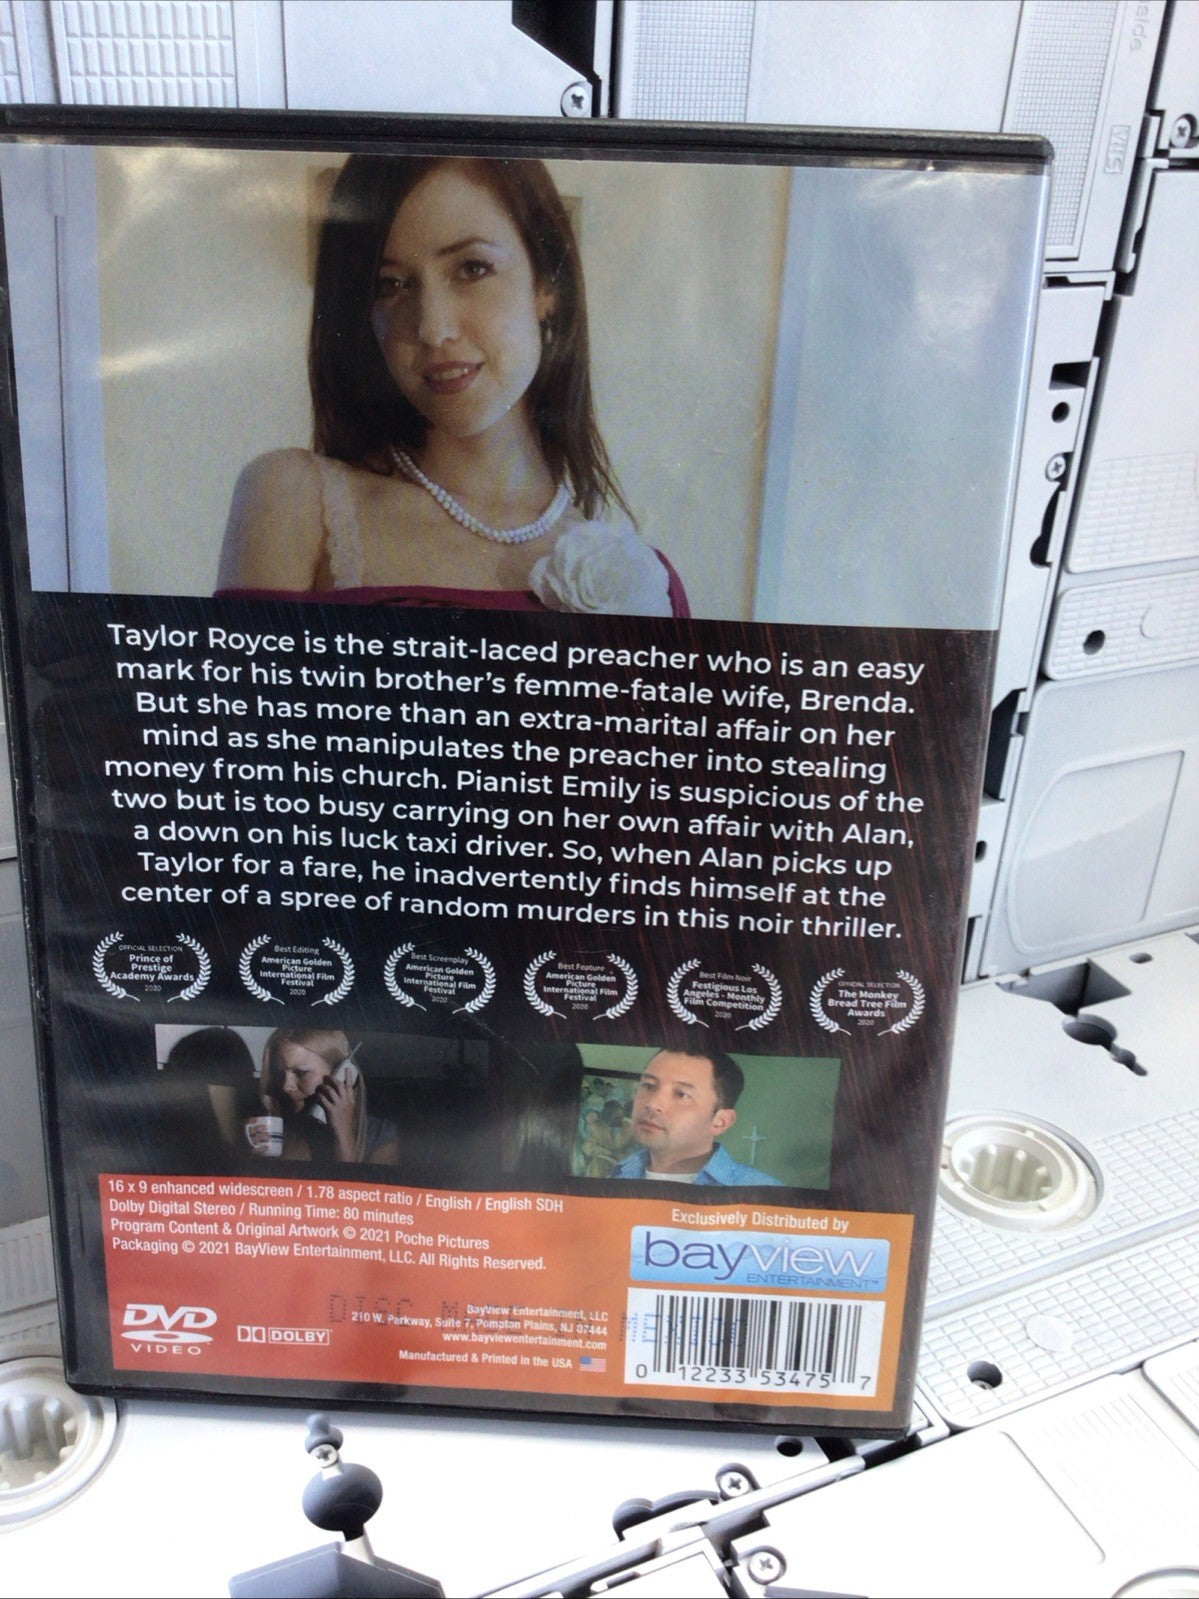 side
VHS
Taylor Royce is the strait-laced preacher who is an easy
mark for his twin brother's femme-fatale wife, Brenda.
But she has more than an extra-marital affair on her
mind as she manipulates the preacher into stealing
money from his church. Pianist Emily is suspicious of the
two but is too busy carrying on her own affair with Alan,
a down on his luck taxi driver. So, when Alan picks up
Taylor for a fare, he inadvertently finds himself at the
center of a spree of random murders in this noir thriller.
OFFICIAL SELECTION
Prince of
Prestige
Academy Awards
2020
Best Editing
American Golden
Picture
International Film
Festival
2020
Best Screenplay
American Golden
Picture
International Film
Festival
2020
Best Feature
American Golden
Picture
International Film
Festival
2020
Best Film Noir
Festigious Los
Angeles - Monthly
Film Competition
2020
OFFICIAL SELECTION
The Monkey
Bread Tree Film
Awards
2020
16 x 9 enhanced widescreen / 1.78 aspect ratio / English / English SDH
Dolby Digital Stereo / Running Time: 80 minutes
Program Content & Original Artwork © 2021 Poche Pictures
Packaging © 2021 BayView Entertainment, LLC. All Rights Reserved.
Exclusively Distributed by
bayview
ENTERTAINMENT™
DVD
VIDEO
DOLBY
DISC MEXICO
BayView Entertainment, LLC
210 W. Parkway, Suite 7, Pompton Plains, NJ 07444
www.bayviewentertainment.com
Manufactured & Printed in the USA
0 12233 53475 7